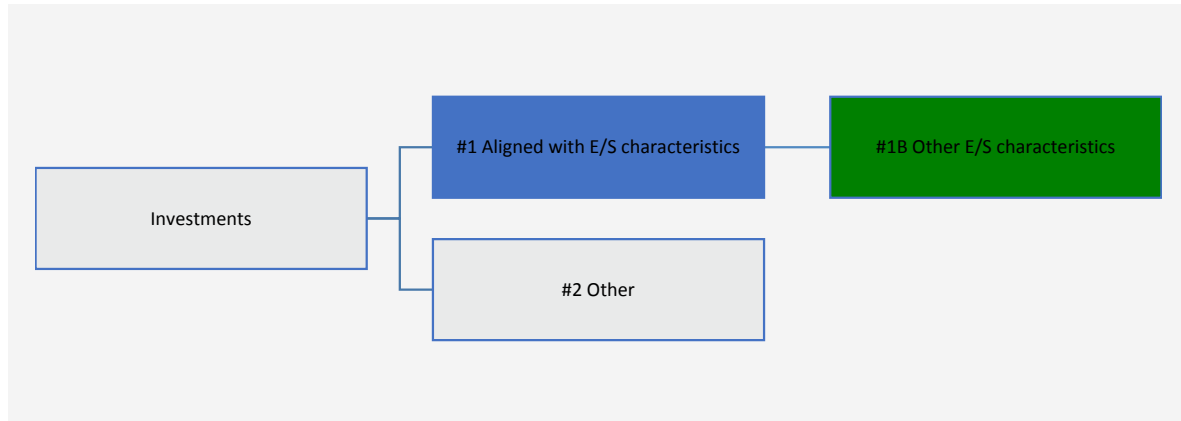 #1 Aligned with E/S characteristics
#1B Other E/S characteristics
Investments
#2 Other